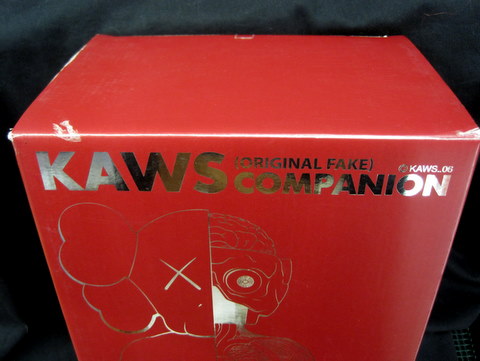 KAWS (ORIGINAL FAKE)
COMPANION
©KAWS..06